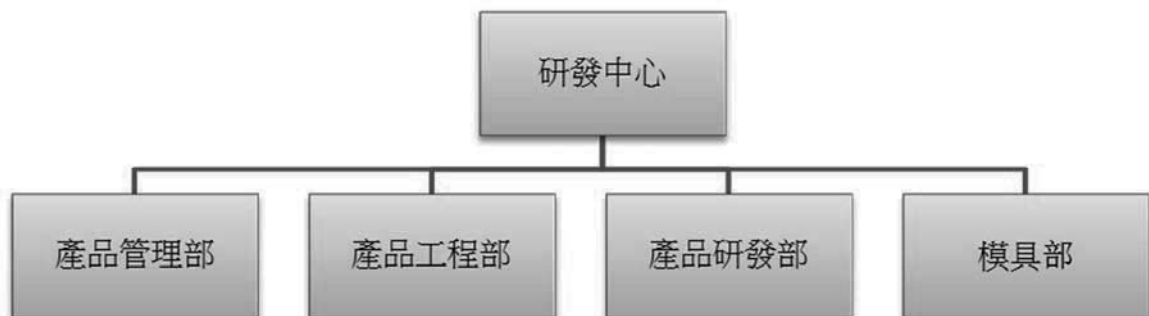 研發中心
產品管理部
產品工程部
產品研發部
模具部